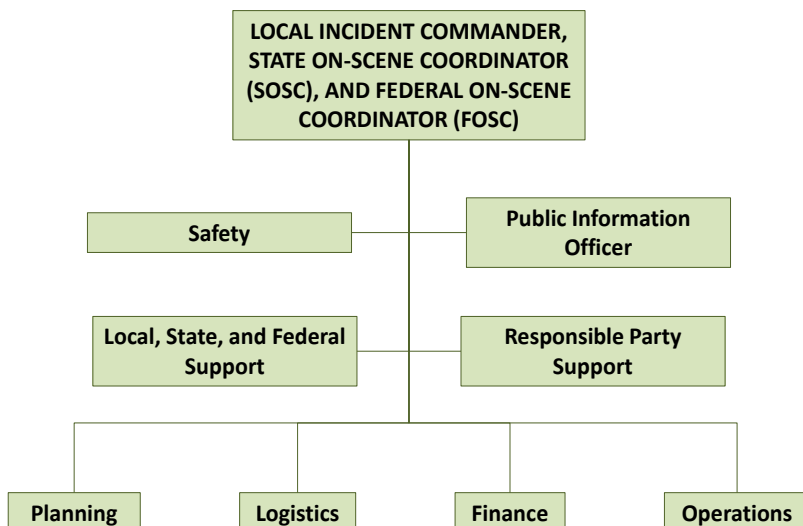 LOCAL INCIDENT COMMANDER,
STATE ON-SCENE COORDINATOR
(SOSC), AND FEDERAL ON-SCENE
COORDINATOR (FOSC)
Safety
Public Information
Officer
Local, State, and Federal
Support
Responsible Party
Support
Planning
Logistics
Finance
Operations